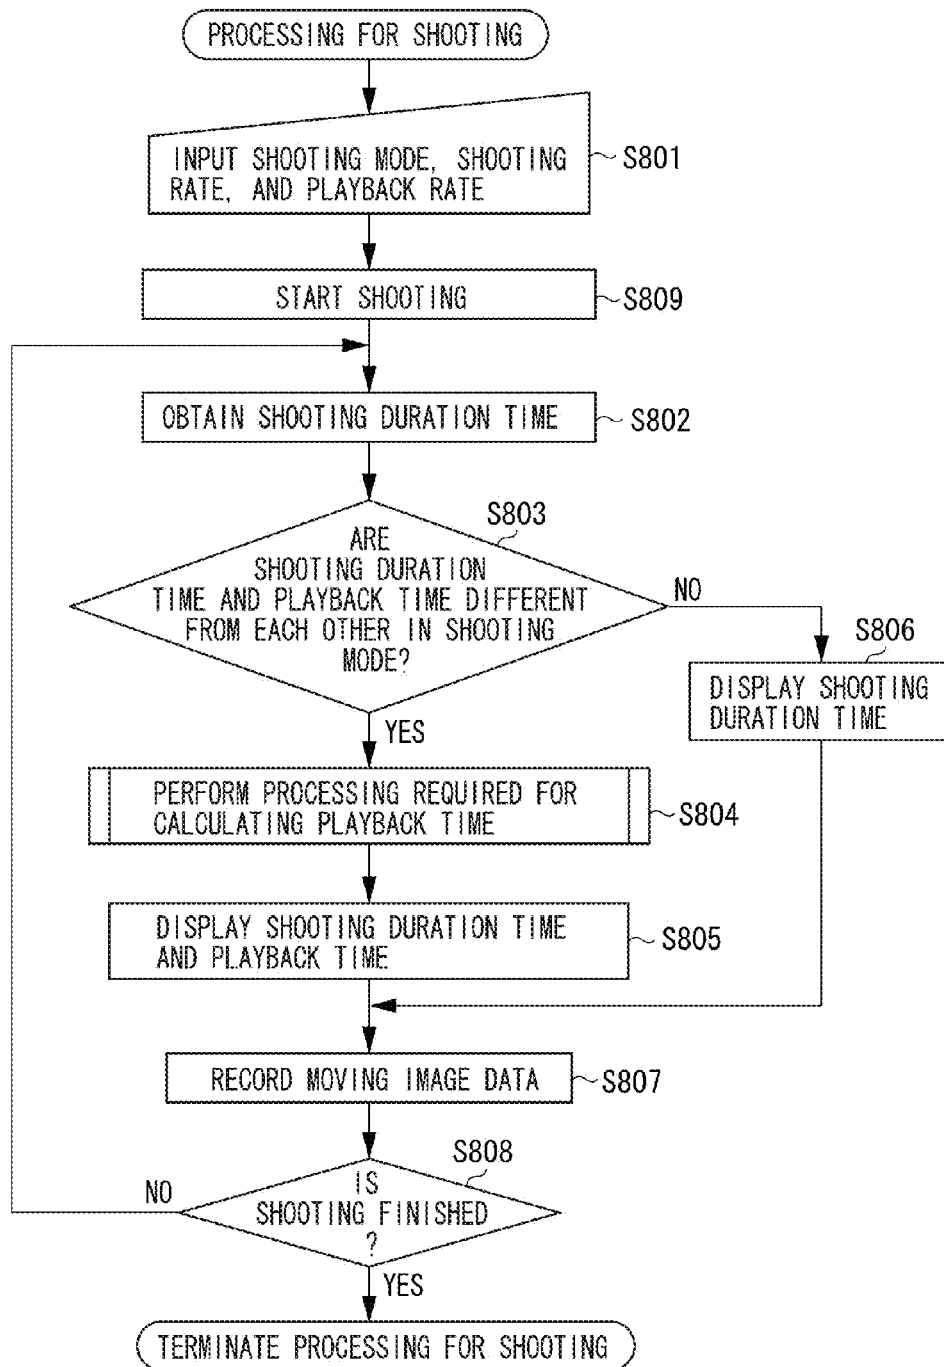 PROCESSING FOR SHOOTING
INPUT SHOOTING MODE, SHOOTING
RATE, AND PLAYBACK RATE
S801
START SHOOTING
S809
OBTAIN SHOOTING DURATION TIME
S802
S803
ARE
SHOOTING DURATION
TIME AND PLAYBACK TIME DIFFERENT
FROM EACH OTHER IN SHOOTING
MODE?
NO
S806
DISPLAY SHOOTING
DURATION TIME
YES
PERFORM PROCESSING REQUIRED FOR
CALCULATING PLAYBACK TIME
S804
DISPLAY SHOOTING DURATION TIME
AND PLAYBACK TIME
S805
RECORD MOVING IMAGE DATA
S807
S808
IS
SHOOTING FINISHED
?
NO
YES
TERMINATE PROCESSING FOR SHOOTING